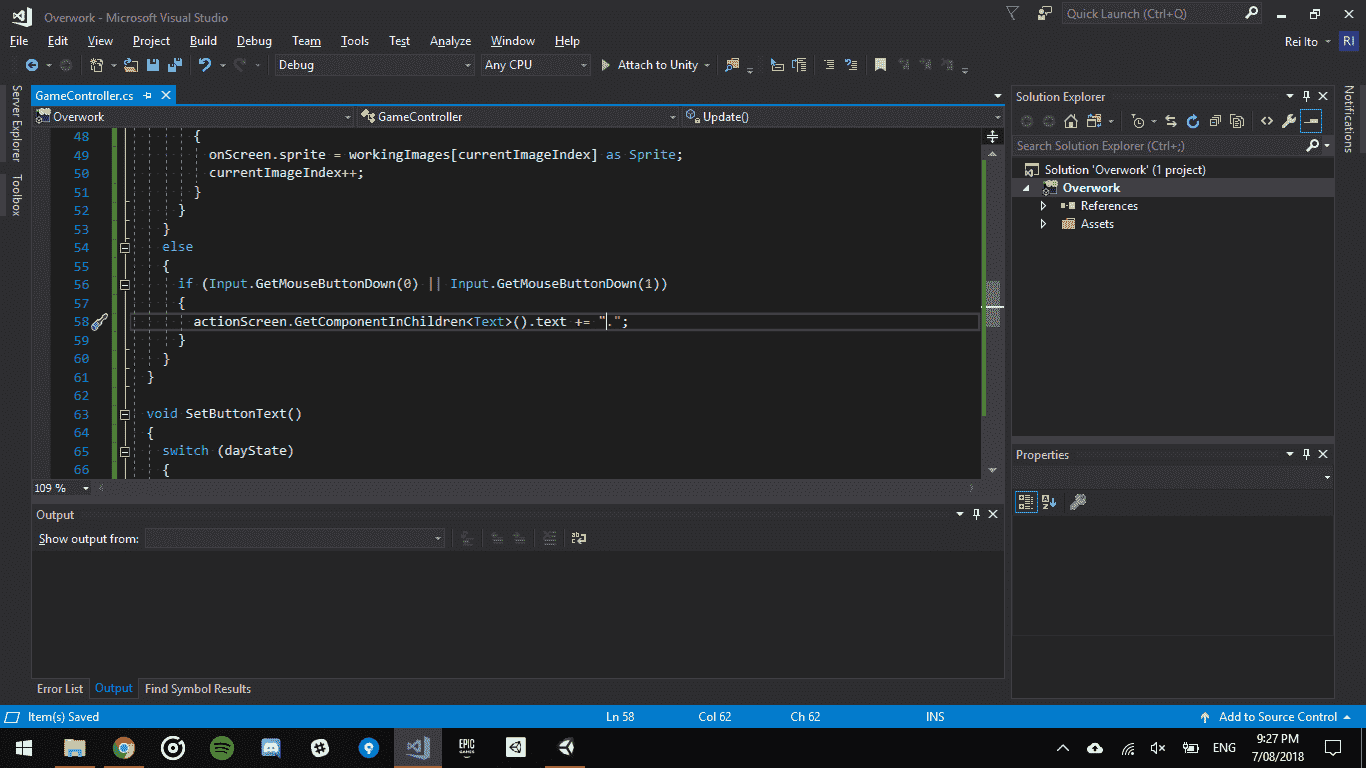 Overwork - Microsoft Visual Studio
Quick Launch (Ctrl+Q)
File Edit View Project Build Debug Team Tools Test Analyze Window Help
Rei Ito RI
Debug Any CPU Attach to Unity
Server Explorer
Toolbox
GameController.cs
Overwork GameController Update()
48 {
49 onScreen.sprite = workingImages[currentImageIndex] as Sprite;
50 currentImageIndex++;
51 }
52 }
53 }
54 else
55 {
56 if (Input.GetMouseButtonDown(0) || Input.GetMouseButtonDown(1))
57 {
58 actionScreen.GetComponentInChildren<Text>().text += ".";
59 }
60 }
61 }
62
63 void SetButtonText()
64 {
65 switch (dayState)
66 {
109 %
Output
Show output from:
Error List Output Find Symbol Results
Solution Explorer
Search Solution Explorer (Ctrl+;)
Solution 'Overwork' (1 project)
Overwork
References
Assets
Properties
Notifications
Item(s) Saved Ln 58 Col 62 Ch 62 INS Add to Source Control
EPIC
GAMES
ENG
9:27 PM
7/08/2018